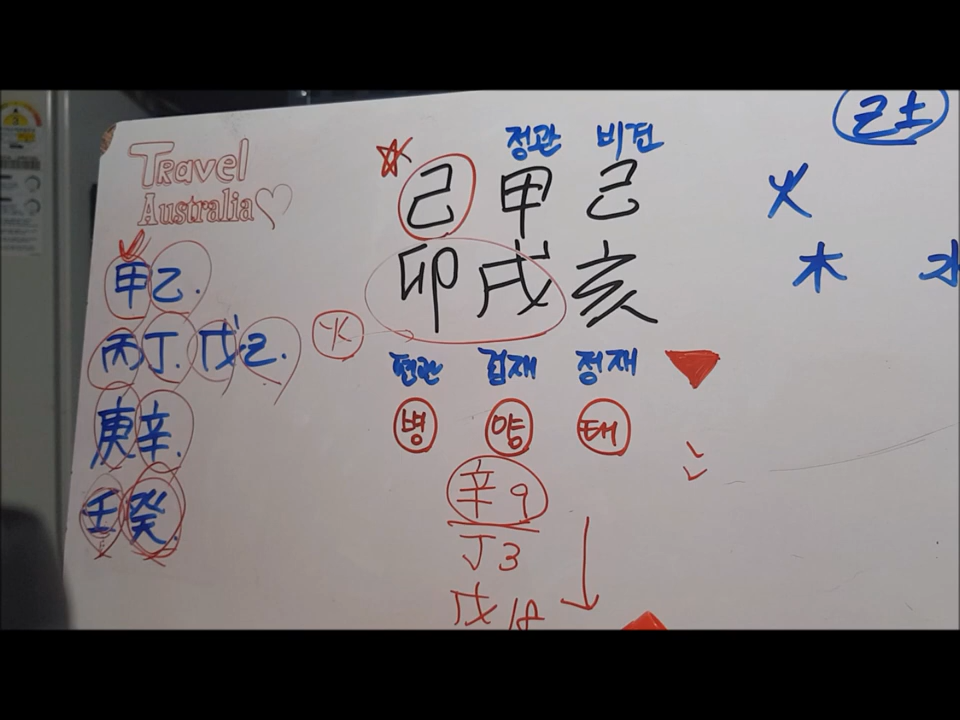 Travel
Australia
정관 비견
己 甲 己
卯 戌 亥
편관 겁재 정재
병 양 태
辛 9
丁 3
戊 18
甲乙.
丙丁. 戊己.
庚辛.
壬癸.
火
己土
火
木 水